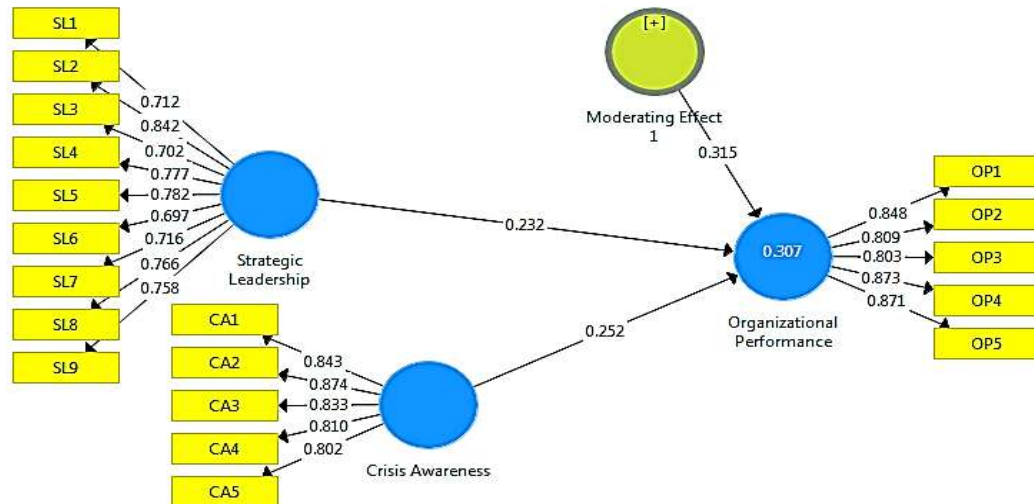 SL1
SL2
SL3
SL4
SL5
SL6
SL7
SL8
SL9
0.712
0.842
0.702
0.777
0.782
0.697
0.716
0.766
0.758
Strategic
Leadership
[+]
Moderating Effect
1
0.315
0.232
0.252
CA1
CA2
CA3
CA4
CA5
0.843
0.874
0.833
0.810
0.802
Crisis Awareness
0.307
Organizational
Performance
0.848
0.809
0.803
0.873
0.871
OP1
OP2
OP3
OP4
OP5